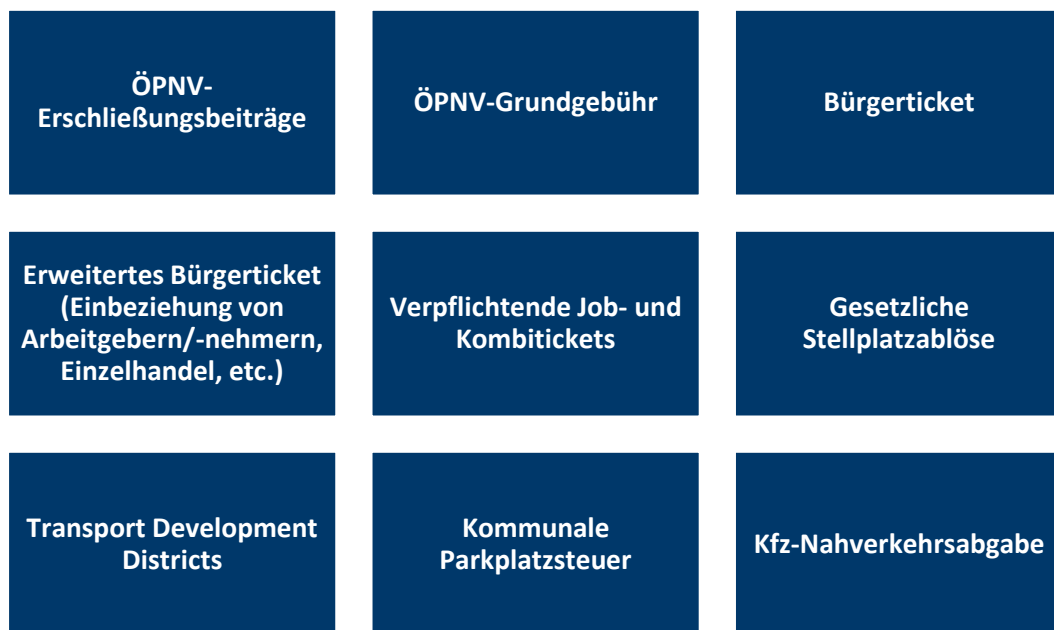 ÖPNV-
Erschließungsbeiträge
ÖPNV-Grundgebühr
Bürgerticket
Erweitertes Bürgerticket
(Einbeziehung von
Arbeitgebern/-nehmern,
Einzelhandel, etc.)
Verpflichtende Job- und
Kombitickets
Gesetzliche
Stellplatzablöse
Transport Development
Districts
Kommunale
Parkplatzsteuer
Kfz-Nahverkehrsabgabe